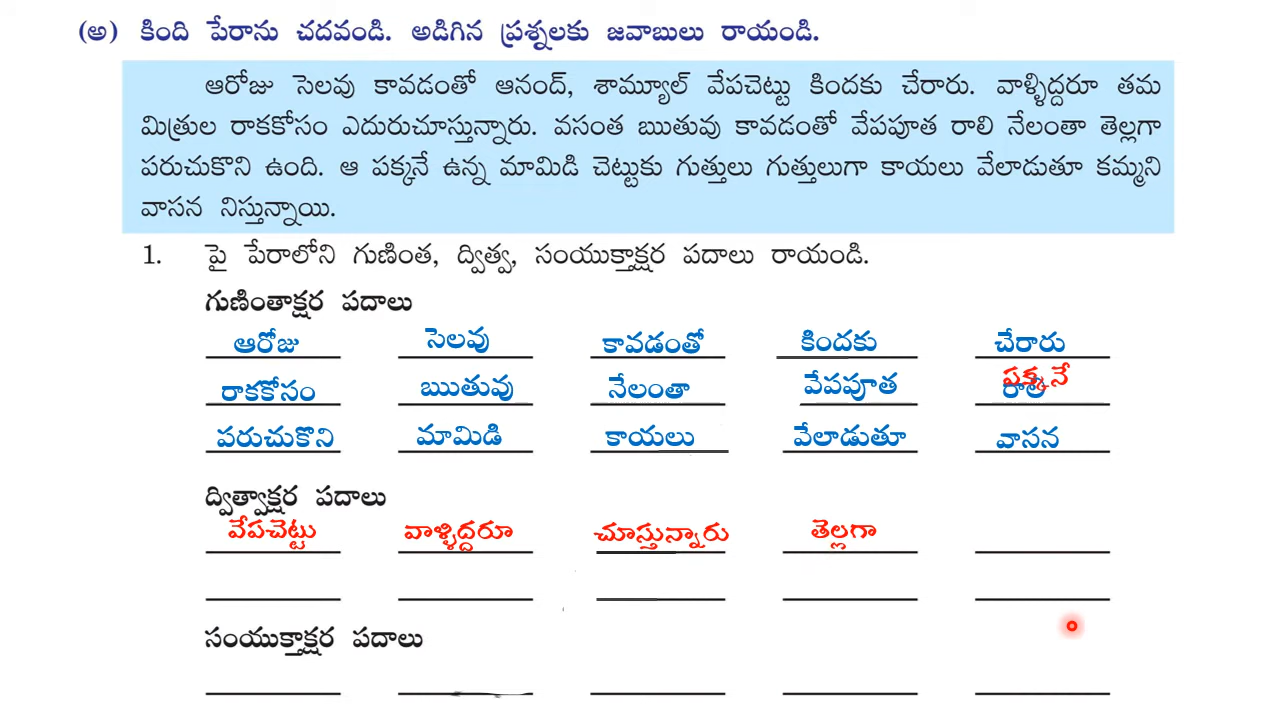 (అ) కింది పేరాను చదవండి. అడిగిన ప్రశ్నలకు జవాబులు రాయండి.
ఆరోజు సెలవు కావడంతో ఆనంద్, శామ్యూల్ వేపచెట్టు కిందకు చేరారు. వాళ్ళిద్దరూ తమ
మిత్రుల రాకకోసం ఎదురుచూస్తున్నారు. వసంత ఋతువు కావడంతో వేపపూత రాలి నేలంతా తెల్లగా
పరుచుకొని ఉంది. ఆ పక్కనే ఉన్న మామిడి చెట్టుకు గుత్తులు గుత్తులుగా కాయలు వేలాడుతూ కమ్మని
వాసన నిస్తున్నాయి.
1. పై పేరాలోని గుణింత, ద్విత్వ, సంయుక్తాక్షర పదాలు రాయండి.
గుణింతాక్షర పదాలు
ఆరోజు సెలవు కావడంతో కిందకు చేరారు
రాకకోసం ఋతువు నేలంతా వేపపూత రాలి పక్కనే
పరుచుకొని మామిడి కాయలు వేలాడుతూ వాసన
ద్విత్వాక్షర పదాలు
వేపచెట్టు వాళ్ళిద్దరూ చూస్తున్నారు తెల్లగా
సంయుక్తాక్షర పదాలు